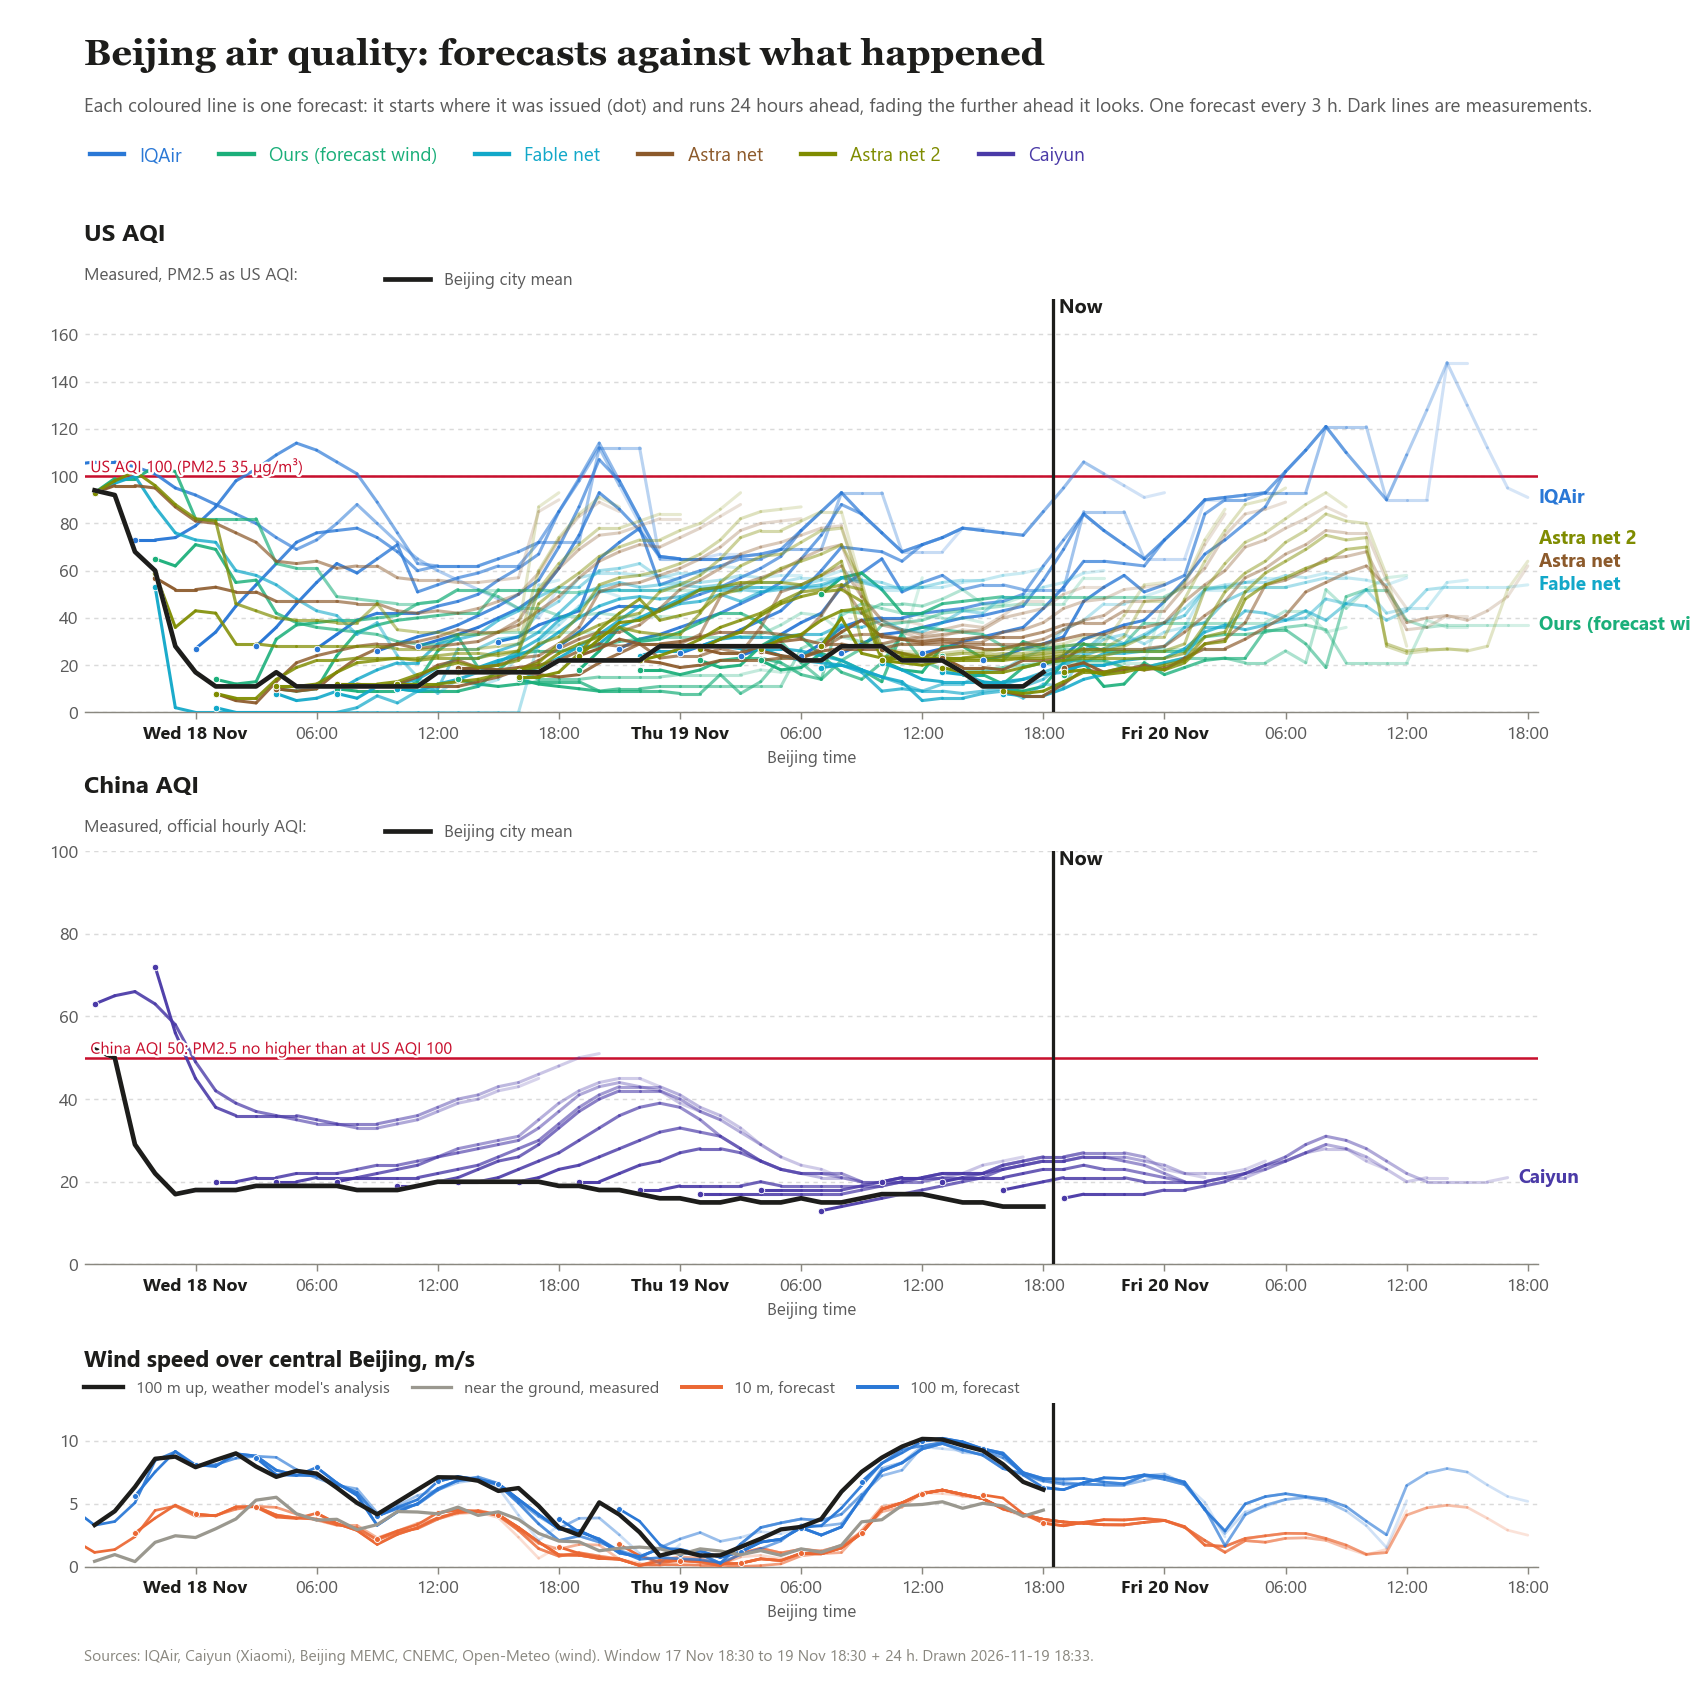 Beijing air quality: forecasts against what happened
Each coloured line is one forecast: it starts where it was issued (dot) and runs 24 hours ahead, fading the further ahead it looks. One forecast every 3 h. Dark lines are measurements.
IQAir Ours (forecast wind) Fable net Astra net Astra net 2 Caiyun
US AQI
Measured, PM2.5 as US AQI: Beijing city mean
Now
160
140
120
US AQI 100 (PM2.5 35 µg/m³)
100
IQAir
80
Astra net 2
Astra net
60
Fable net
40
Ours (forecast wi
20
0
Wed 18 Nov 06:00 12:00 18:00 Thu 19 Nov 06:00 12:00 18:00 Fri 20 Nov 06:00 12:00 18:00
Beijing time
China AQI
Measured, official hourly AQI: Beijing city mean
100
Now
80
60
China AQI 50: PM2.5 no higher than at US AQI 100
40
20
Caiyun
0
Wed 18 Nov 06:00 12:00 18:00 Thu 19 Nov 06:00 12:00 18:00 Fri 20 Nov 06:00 12:00 18:00
Beijing time
Wind speed over central Beijing, m/s
100 m up, weather model's analysis near the ground, measured 10 m, forecast 100 m, forecast
10
5
0
Wed 18 Nov 06:00 12:00 18:00 Thu 19 Nov 06:00 12:00 18:00 Fri 20 Nov 06:00 12:00 18:00
Beijing time
Sources: IQAir, Caiyun (Xiaomi), Beijing MEMC, CNEMC, Open-Meteo (wind). Window 17 Nov 18:30 to 19 Nov 18:30 + 24 h. Drawn 2026-11-19 18:33.